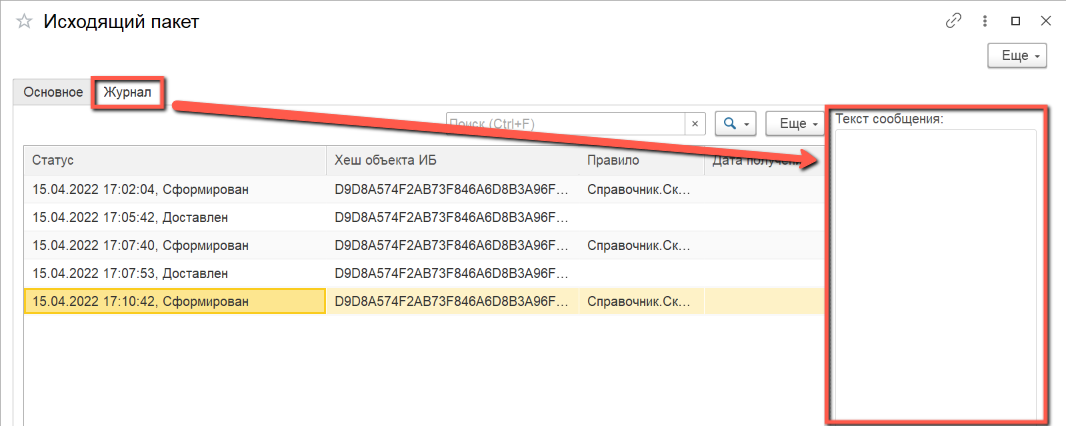 Исходящий пакет
Еще
Основное
Журнал
Поиск (Ctrl+F)
Еще
Текст сообщения:
Статус
Хеш объекта ИБ
Правило
Дата
15.04.2022 17:02:04, Сформирован
D9D8A574F2AB73F846A6D8B3A96F...
Справочник.Ск...
15.04.2022 17:05:42, Доставлен
D9D8A574F2AB73F846A6D8B3A96F...
15.04.2022 17:07:40, Сформирован
D9D8A574F2AB73F846A6D8B3A96F...
Справочник.Ск...
15.04.2022 17:07:53, Доставлен
D9D8A574F2AB73F846A6D8B3A96F...
15.04.2022 17:10:42, Сформирован
D9D8A574F2AB73F846A6D8B3A96F...
Справочник.Ск...